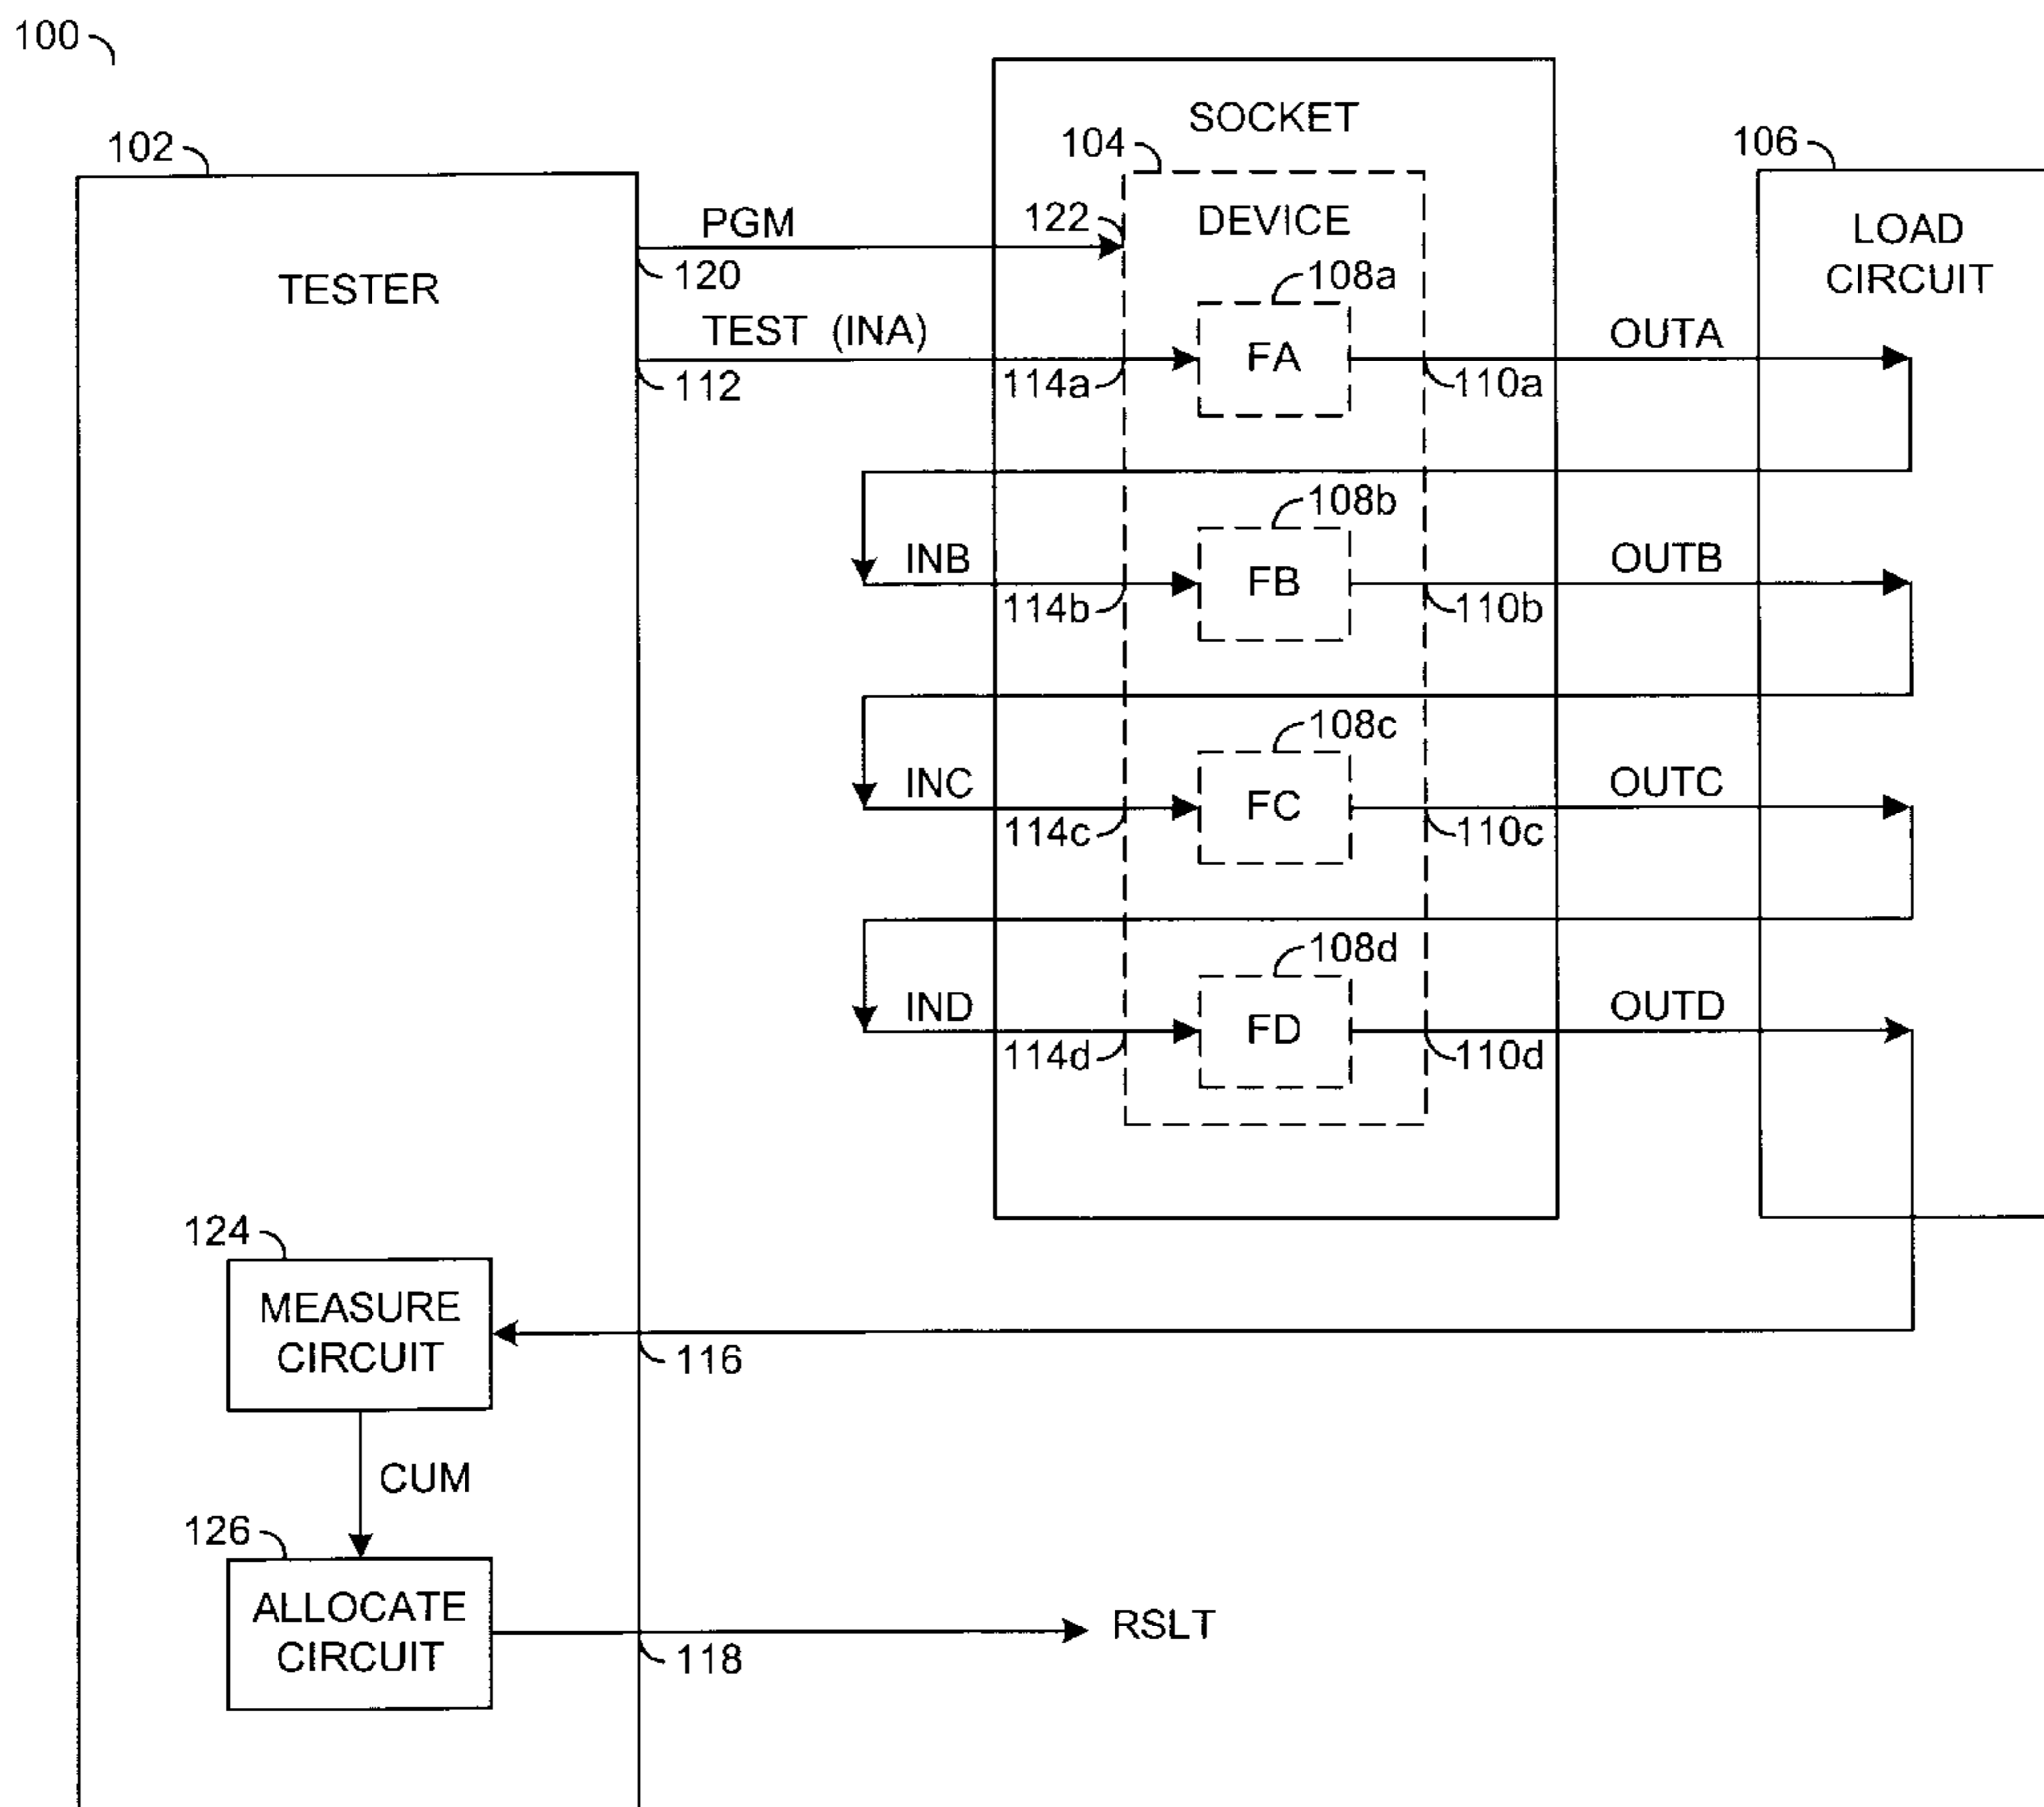 100
SOCKET
102
104
106
PGM
122
DEVICE
LOAD
CIRCUIT
TESTER
120
108a
TEST (INA)
FA
OUTA
112
114a
110a
108b
INB
FB
OUTB
114b
110b
108c
INC
FC
OUTC
114c
110c
108d
IND
FD
OUTD
114d
110d
124
MEASURE
CIRCUIT
116
CUM
126
ALLOCATE
CIRCUIT
RSLT
118